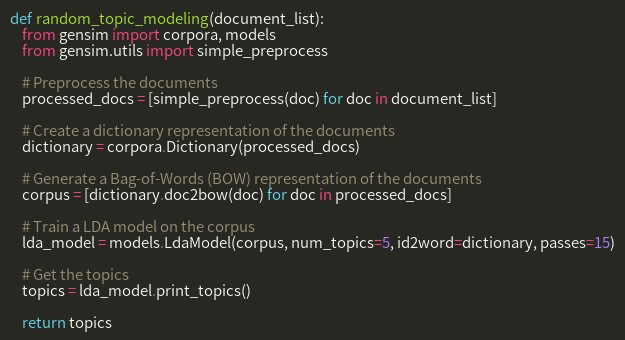 def random_topic_modeling(document_list):
from gensim import corpora, models
from gensim.utils import simple_preprocess
# Preprocess the documents
processed_docs = [simple_preprocess(doc) for doc in document_list]
# Create a dictionary representation of the documents
dictionary = corpora.Dictionary(processed_docs)
# Generate a Bag-of-Words (BOW) representation of the documents
corpus = [dictionary.doc2bow(doc) for doc in processed_docs]
# Train a LDA model on the corpus
lda_model = models.LdaModel(corpus, num_topics=5, id2word=dictionary, passes=15)
# Get the topics
topics = lda_model.print_topics()
return topics